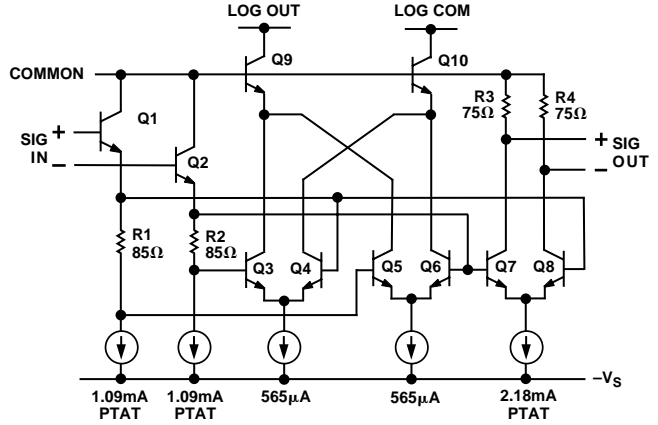 LOG OUT
LOG COM
Q9
Q10
COMMON
R3
75Ω
R4
75Ω
Q1
SIG +
IN −
Q2
+ SIG
OUT
−
R1
85Ω
R2
85Ω
Q3
Q4
Q5
Q6
Q7
Q8
−VS
1.09mA
PTAT
1.09mA
PTAT
565µA
565µA
2.18mA
PTAT